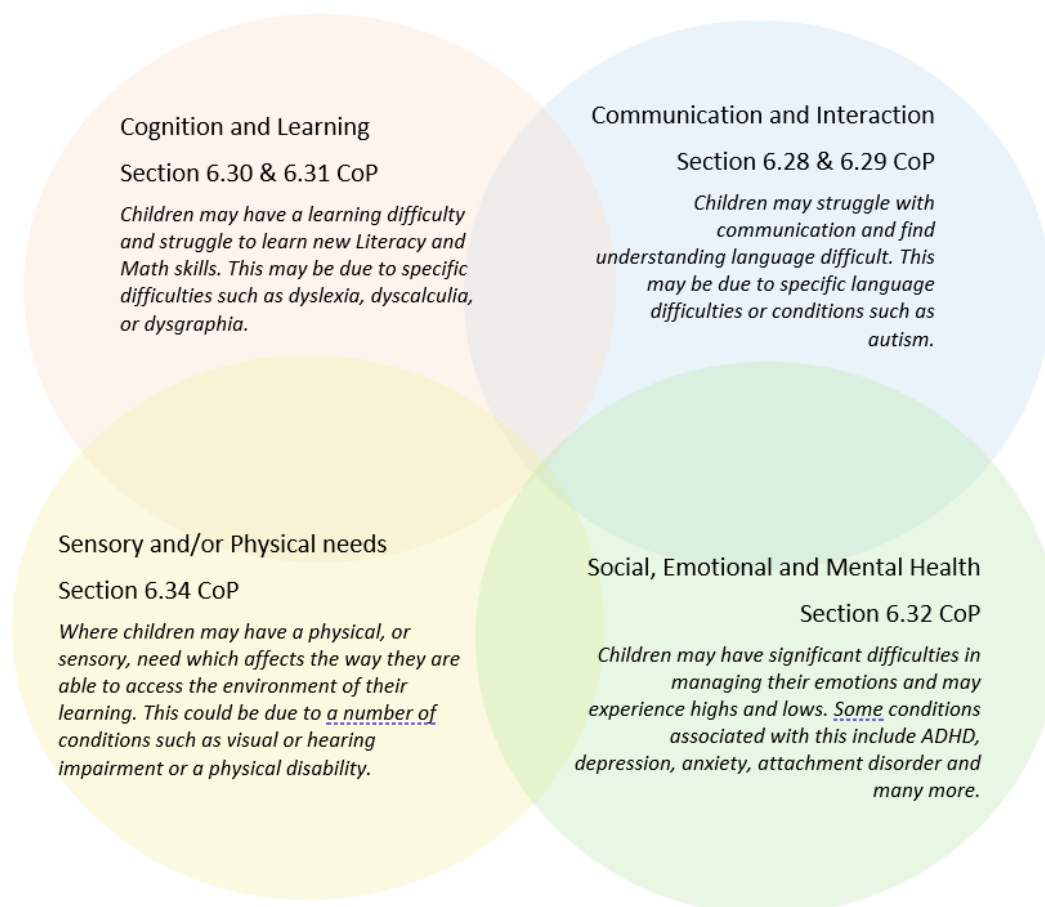 Cognition and Learning
Section 6.30 & 6.31 CoP
Children may have a learning difficulty
and struggle to learn new Literacy and
Math skills. This may be due to specific
difficulties such as dyslexia, dyscalculia,
or dysgraphia.
Communication and Interaction
Section 6.28 & 6.29 CoP
Children may struggle with
communication and find
understanding language difficult. This
may be due to specific language
difficulties or conditions such as
autism.
Sensory and/or Physical needs
Section 6.34 CoP
Where children may have a physical, or
sensory, need which affects the way they are
able to access the environment of their
learning. This could be due to a number of
conditions such as visual or hearing
impairment or a physical disability.
Social, Emotional and Mental Health
Section 6.32 CoP
Children may have significant difficulties in
managing their emotions and may
experience highs and lows. Some conditions
associated with this include ADHD,
depression, anxiety, attachment disorder and
many more.